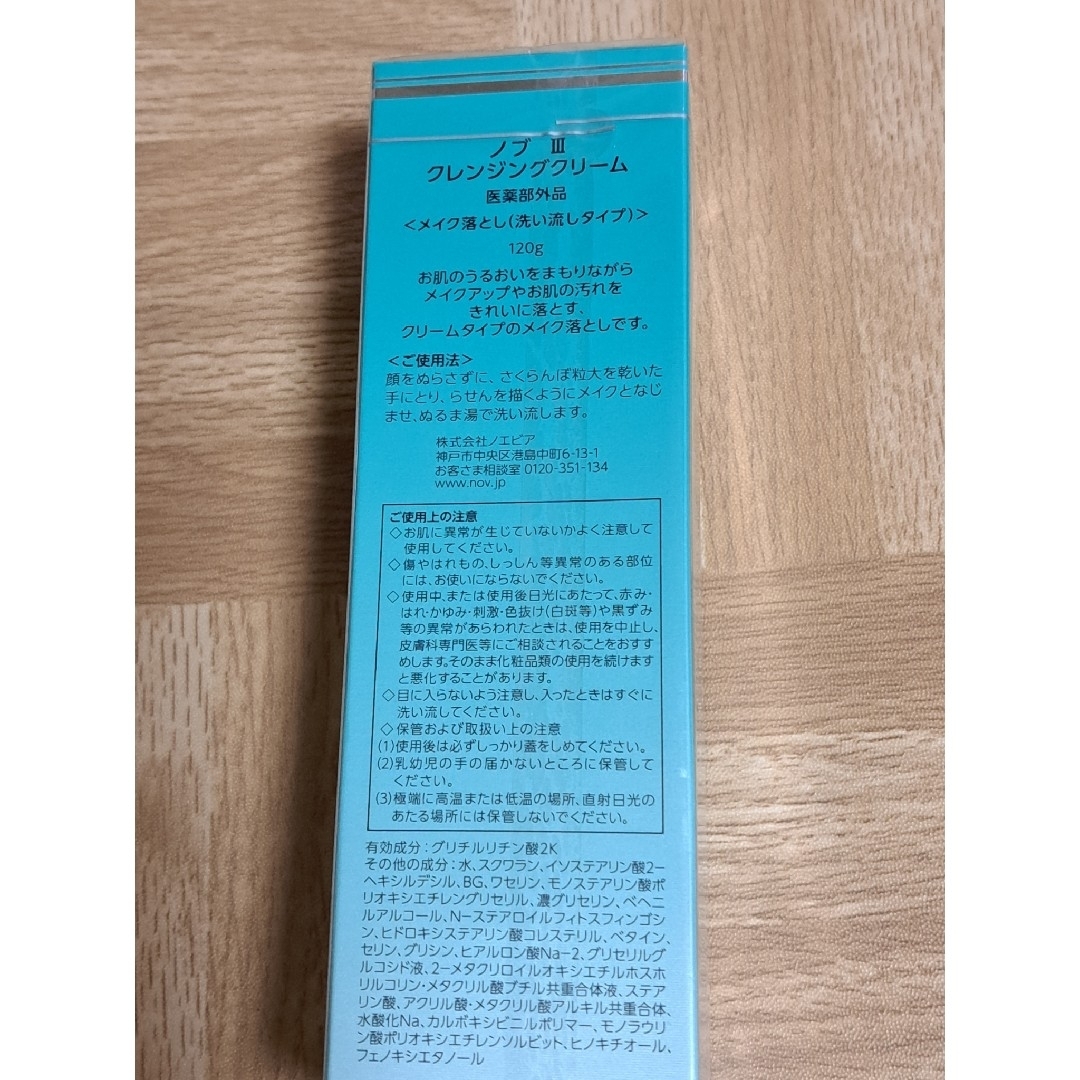 ノブ Ⅲ
クレンジングクリーム
医薬部外品
＜メイク落とし(洗い流しタイプ)＞
120g
お肌のうるおいをまもりながら
メイクアップやお肌の汚れを
きれいに落とす、
クリームタイプのメイク落としです。
＜ご使用法＞
顔をぬらさずに、さくらんぼ粒大を乾いた
手にとり、らせんを描くようにメイクとなじ
ませ、ぬるま湯で洗い流します。
株式会社ノエビア
神戸市中央区港島中町6-13-1
お客さま相談室 0120-351-134
www.nov.jp
ご使用上の注意
◇お肌に異常が生じていないかよく注意して
使用してください。
◇傷やはれもの、しっしん等異常のある部位
には、お使いにならないでください。
◇使用中、または使用後日光にあたって、赤み・
はれ・かゆみ・刺激・色抜け(白斑等)や黒ずみ
等の異常があらわれたときは、使用を中止し、
皮膚科専門医等にご相談されることをおすす
めします。そのまま化粧品類の使用を続けます
と悪化することがあります。
◇目に入らないよう注意し、入ったときはすぐに
洗い流してください。
◇保管および取扱い上の注意
(1)使用後は必ずしっかり蓋をしめてください。
(2)乳幼児の手の届かないところに保管して
ください。
(3)極端に高温または低温の場所、直射日光の
あたる場所には保管しないでください。
有効成分：グリチルリチン酸2K
その他の成分：水、スクワラン、イソステアリン酸2ー
ヘキシルデシル、BG、ワセリン、モノステアリン酸ポ
リオキシエチレングリセリル、濃グリセリン、ベヘニ
ルアルコール、Nーステアロイルフィトスフィンゴシ
ン、ヒドロキシステアリン酸コレステリル、ベタイン、
セリン、グリシン、ヒアルロン酸Naー2、グリセリルグ
ルコシド液、2ーメタクリロイルオキシエチルホスホ
リルコリン・メタクリル酸ブチル共重合体液、ステア
リン酸、アクリル酸・メタクリル酸アルキル共重合体、
水酸化Na、カルボキシビニルポリマー、モノラウリ
ン酸ポリオキシエチレンソルビット、ヒノキチオール、
フェノキシエタノール